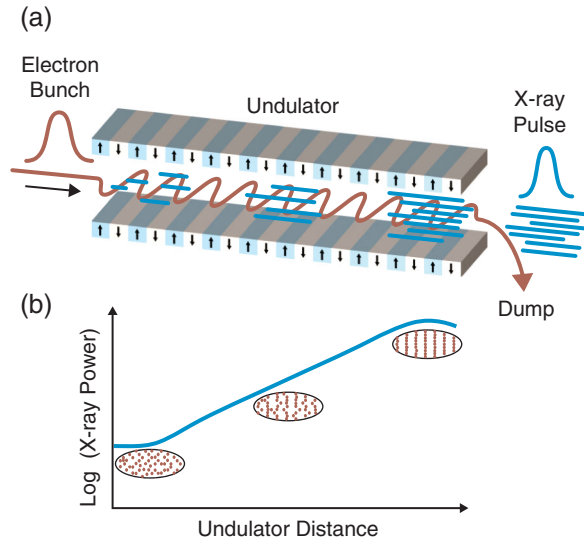 (a)
Electron
Bunch
Undulator
X-ray
Pulse
Dump
(b)
Log (X-ray Power)
Undulator Distance